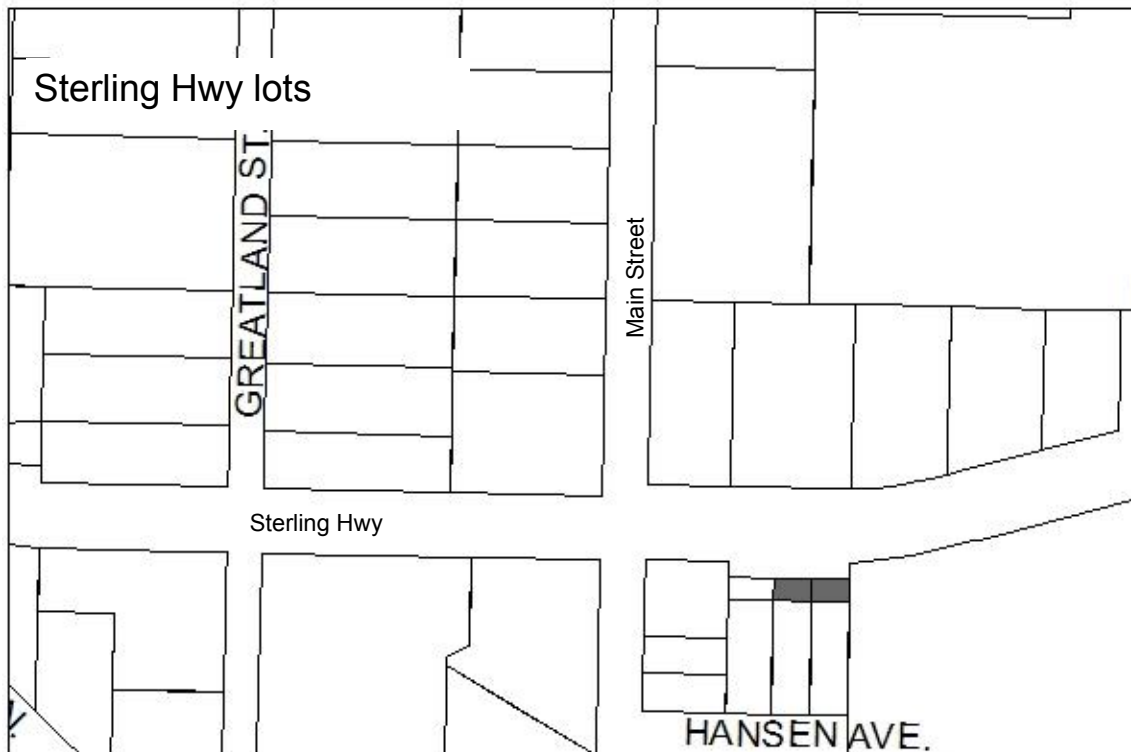 Sterling Hwy lots
GREATLAND ST.
Main Street
Sterling Hwy
HANSEN AVE.